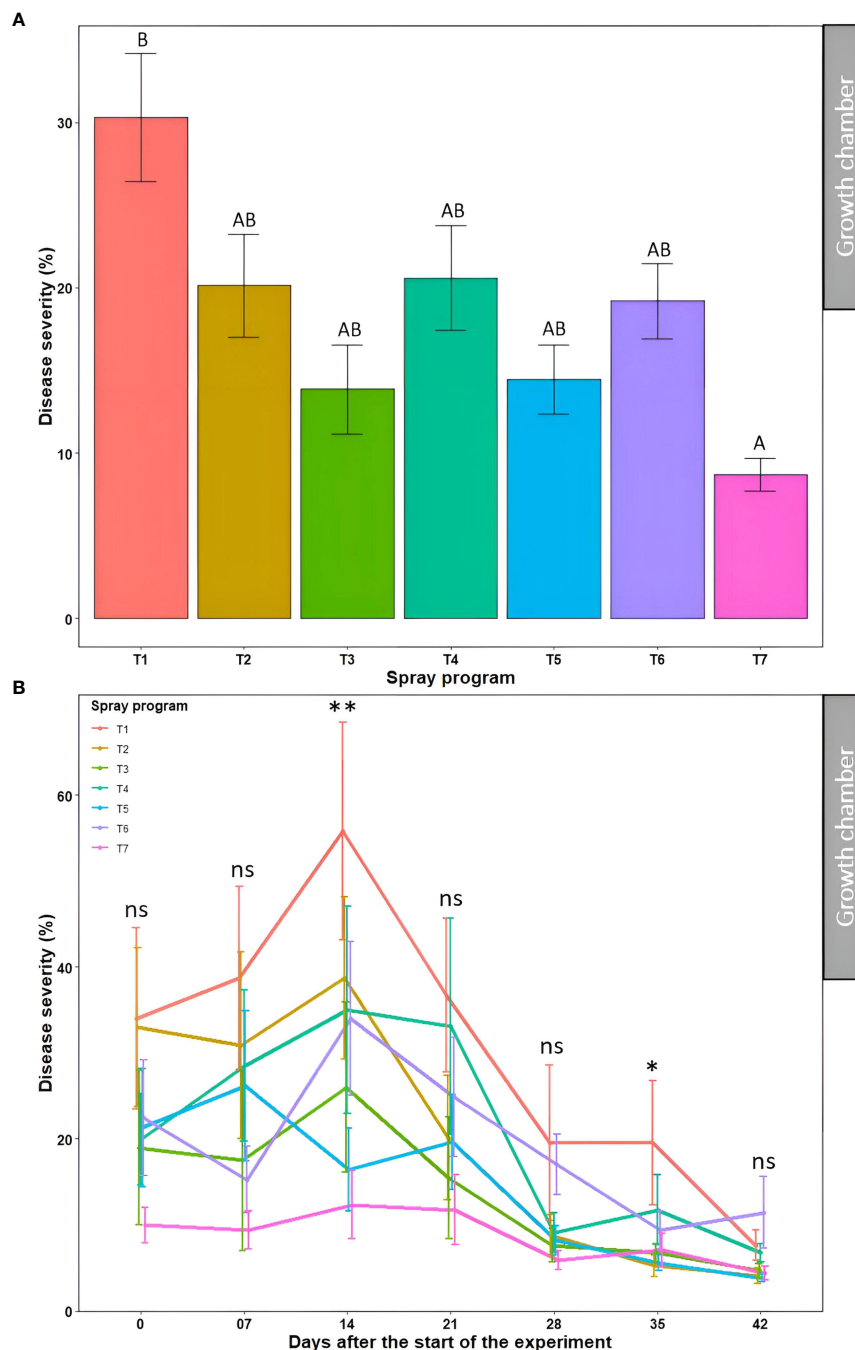 A
Growth chamber
Disease severity (%)
30
20
10
0
B
AB
AB
AB
AB
AB
A
T1 T2 T3 T4 T5 T6 T7
Spray program
B
Growth chamber
Spray program
T1
T2
T3
T4
T5
T6
T7
Disease severity (%)
60
40
20
0
ns
ns
**
ns
ns
*
ns
0 07 14 21 28 35 42
Days after the start of the experiment